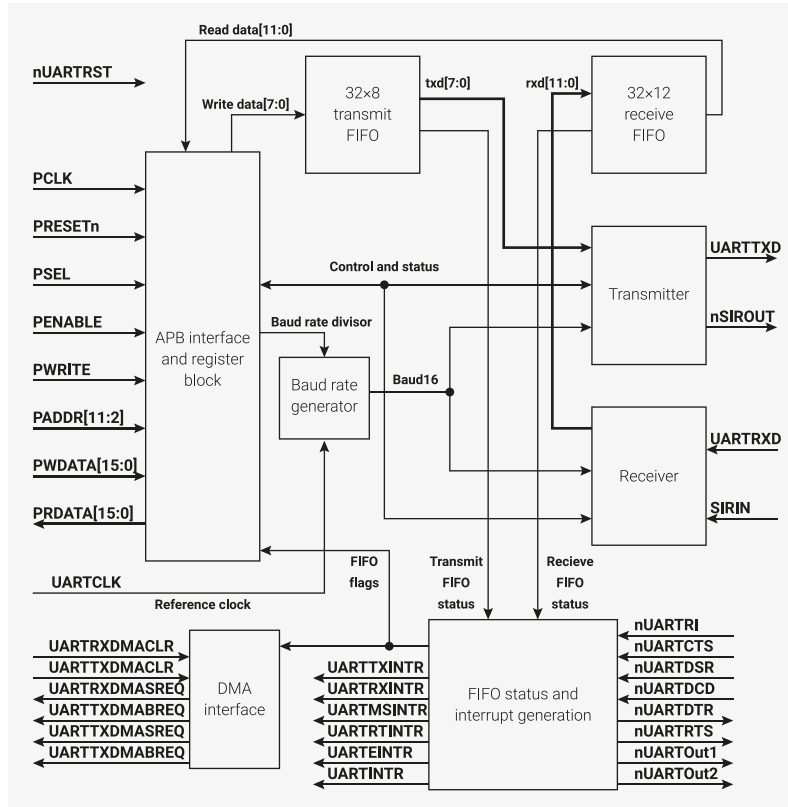 Read data[11:0]
nUARTRST
32×8
transmit
FIFO
txd[7:0]
rxd[11:0]
32×12
receive
FIFO
Write data[7:0]
PCLK
PRESETn
PSEL
PENABLE
PWRITE
PADDR[11:2]
PWDATA[15:0]
PRDATA[15:0]
APB interface
and register
block
Control and status
Baud rate divisor
Baud rate
generator
Baud16
Transmitter
UARTTXD
nSIROUT
Receiver
UARTRXD
SIRIN
UARTCLK
Reference clock
FIFO
flags
Transmit
FIFO
status
Recieve
FIFO
status
UARTRXDMACLR
UARTTXDMACLR
UARTRXDMASREQ
UARTRXDMABREQ
UARTTXDMASREQ
UARTTXDMABREQ
DMA
interface
UARTTXINTR
UARTRXINTR
UARTMSINTR
UARTRTINTR
UARTEINTR
UARTINTR
FIFO status and
interrupt generation
nUARTRI
nUARTCTS
nUARTDSR
nUARTDCD
nUARTDTR
nUARTRTS
nUARTOut1
nUARTOut2